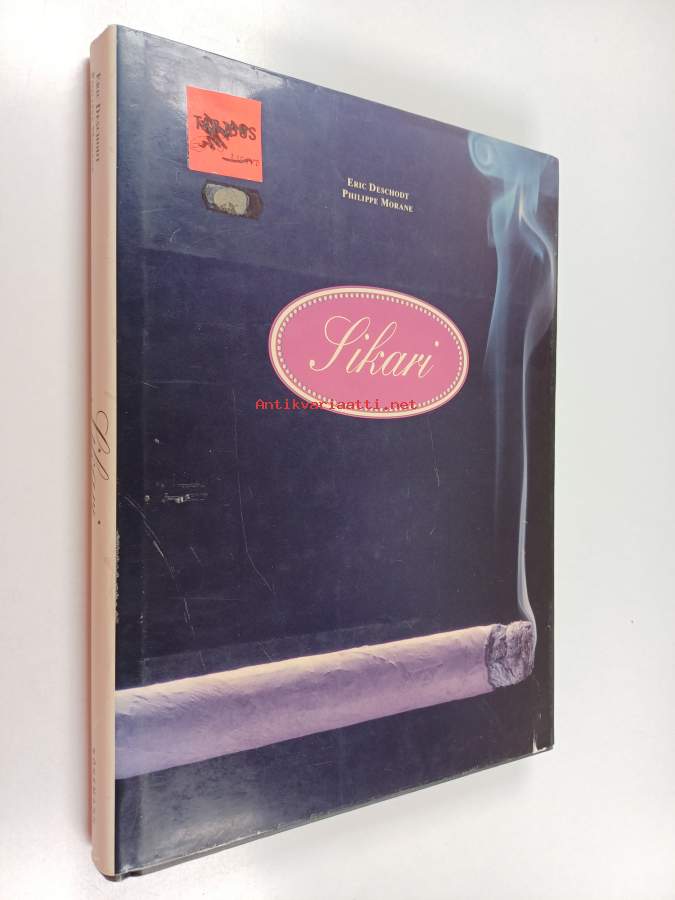 ERIC DESCHODT
PHILIPPE MORANE
Sikari
Antikvariaatti.net
ERIC DESCHODT
Sikari